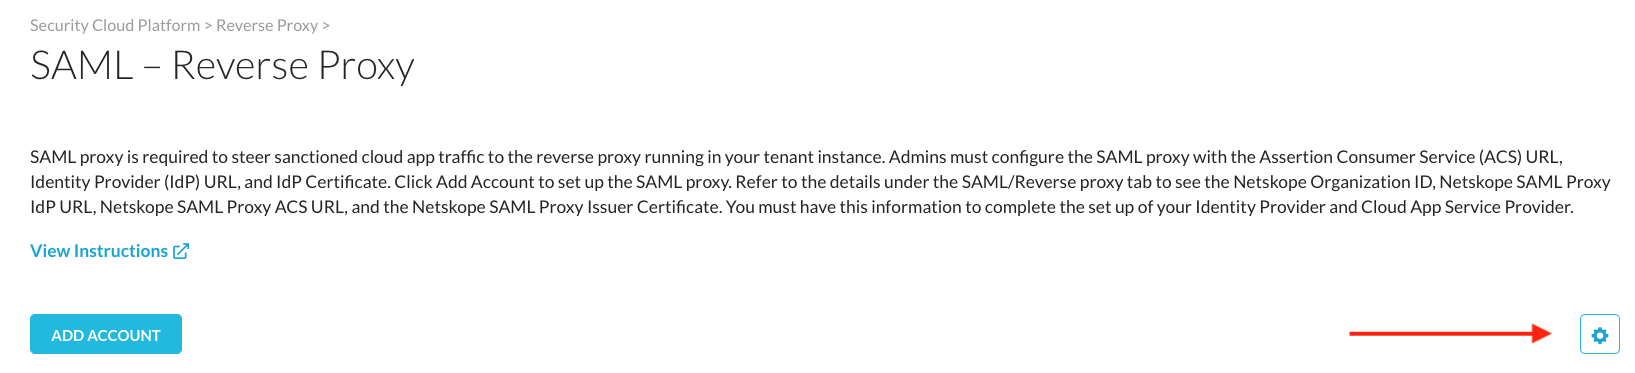 Security Cloud Platform > Reverse Proxy >
SAML – Reverse Proxy
SAML proxy is required to steer sanctioned cloud app traffic to the reverse proxy running in your tenant instance. Admins must configure the SAML proxy with the Assertion Consumer Service (ACS) URL,
Identity Provider (IdP) URL, and IdP Certificate. Click Add Account to set up the SAML proxy. Refer to the details under the SAML/Reverse proxy tab to see the Netskope Organization ID, Netskope SAML Proxy
IdP URL, Netskope SAML Proxy ACS URL, and the Netskope SAML Proxy Issuer Certificate. You must have this information to complete the set up of your Identity Provider and Cloud App Service Provider.
View Instructions
ADD ACCOUNT